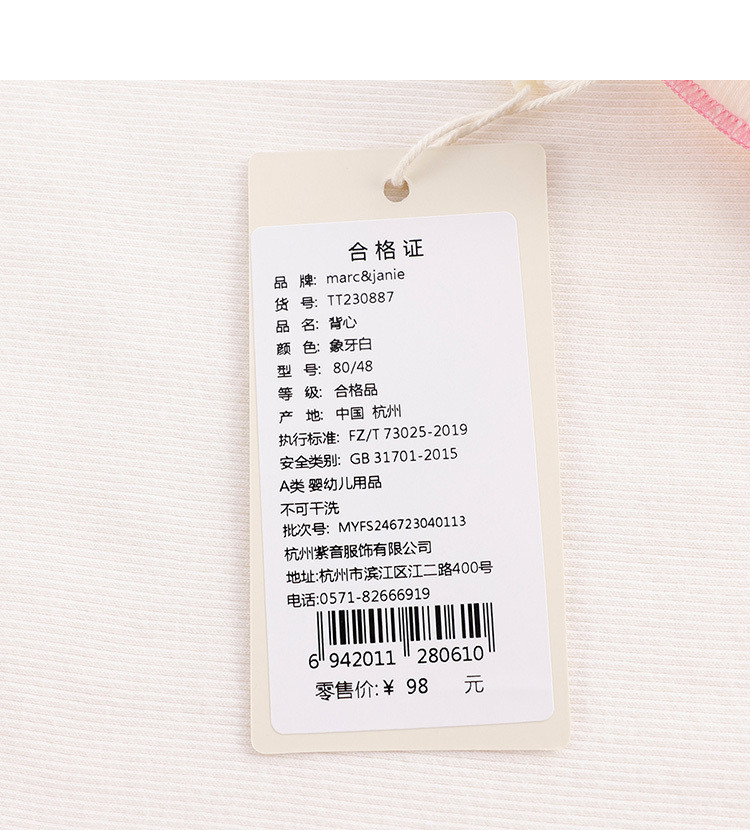 合格证
品 牌: marc&janie
货 号: TT230887
品 名: 背心
颜 色: 象牙白
型 号: 80/48
等 级: 合格品
产 地: 中国 杭州
执行标准: FZ/T 73025-2019
安全类别: GB 31701-2015
A类 婴幼儿用品
不可干洗
批次号: MYFS246723040113
杭州紫音服饰有限公司
地址:杭州市滨江区江二路400号
电话:0571-82666919
6 942011 280610
零售价:¥ 98 元